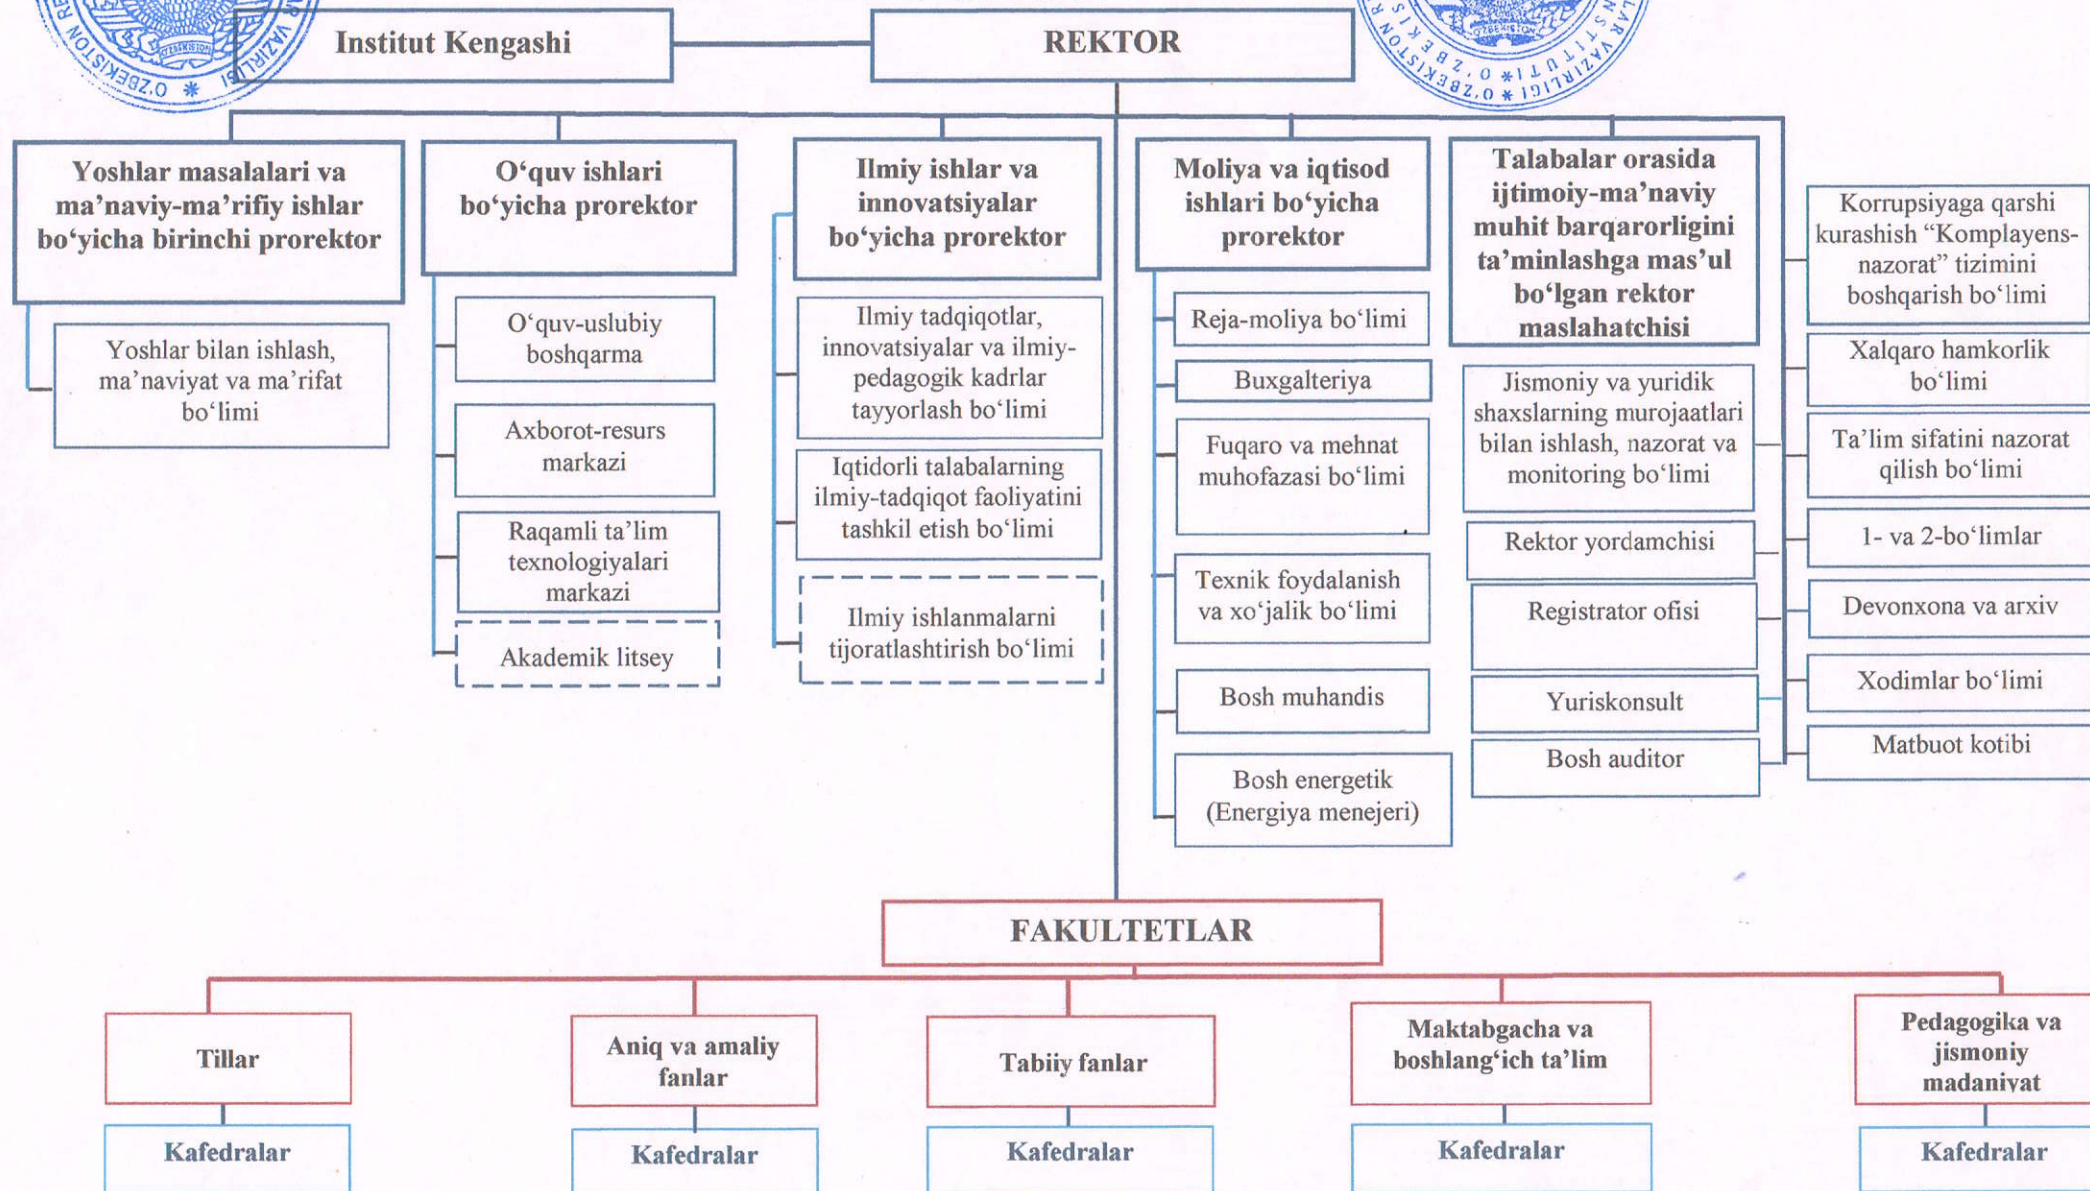 Institut Kengashi
REKTOR
Yoshlar masalalari va
ma’naviy-ma’rifiy ishlar
bo‘yicha birinchi prorektor
O‘quv ishlari
bo‘yicha prorektor
Ilmiy ishlar va
innovatsiyalar
bo‘yicha prorektor
Moliya va iqtisod
ishlari bo‘yicha
prorektor
Talabalar orasida
ijtimoiy-ma’naviy
muhit barqarorligini
ta’minlashga mas’ul
bo‘lgan rektor
maslahatchisi
Yoshlar bilan ishlash,
ma’naviyat va ma’rifat
bo‘limi
O‘quv-uslubiy
boshqarma
Axborot-resurs
markazi
Raqamli ta’lim
texnologiyalari
markazi
Akademik litsey
Ilmiy tadqiqotlar,
innovatsiyalar va ilmiy-
pedagogik kadrlar
tayyorlash bo‘limi
Iqtidorli talabalarning
ilmiy-tadqiqot faoliyatini
tashkil etish bo‘limi
Ilmiy ishlanmalarni
tijoratlashtirish bo‘limi
Reja-moliya bo‘limi
Buxgalteriya
Fuqaro va mehnat
muhofazasi bo‘limi
Texnik foydalanish
va xo‘jalik bo‘limi
Bosh muhandis
Bosh energetik
(Energiya menejeri)
Jismoniy va yuridik
shaxslarning murojaatlari
bilan ishlash, nazorat va
monitoring bo‘limi
Rektor yordamchisi
Registrator ofisi
Yuriskonsult
Bosh auditor
Korrupsiyaga qarshi
kurashish “Komplayens-
nazorat” tizimini
boshqarish bo‘limi
Xalqaro hamkorlik
bo‘limi
Ta’lim sifatini nazorat
qilish bo‘limi
1- va 2-bo‘limlar
Devonxona va arxiv
Xodimlar bo‘limi
Matbuot kotibi
FAKULTETLAR
Tillar
Aniq va amaliy
fanlar
Tabiiy fanlar
Maktabgacha va
boshlang‘ich ta’lim
Pedagogika va
jismoniy
madaniyat
Kafedralar
Kafedralar
Kafedralar
Kafedralar
Kafedralar